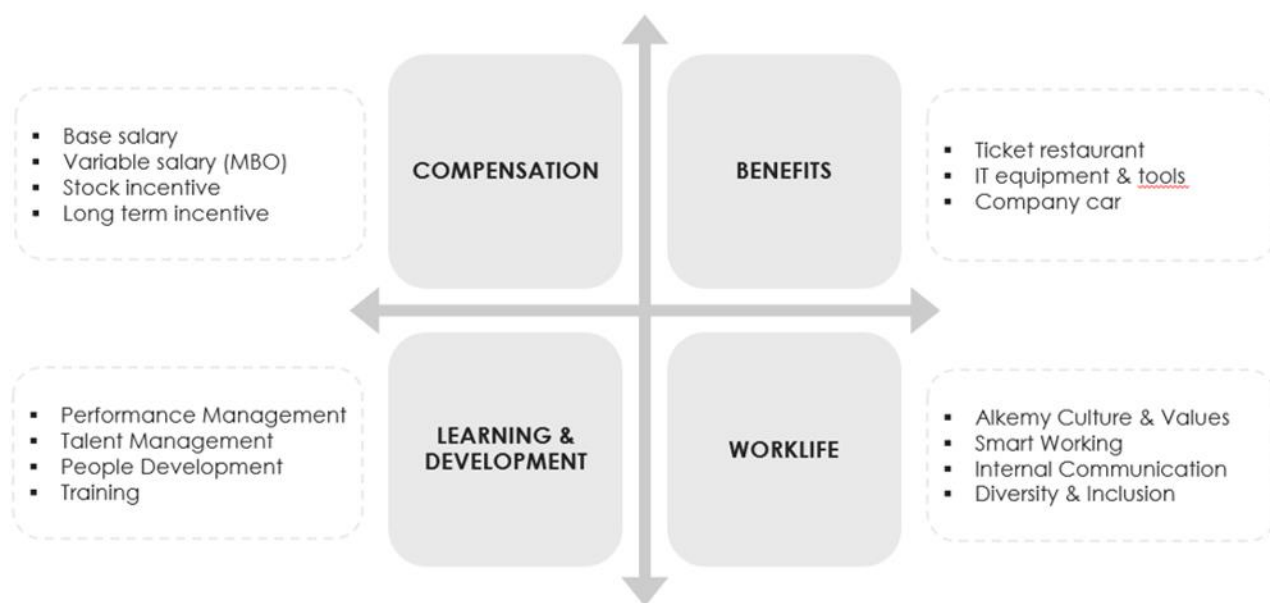 ▪ Base salary
▪ Variable salary (MBO)
▪ Stock incentive
▪ Long term incentive
COMPENSATION
BENEFITS
▪ Ticket restaurant
▪ IT equipment & tools
▪ Company car
▪ Performance Management
▪ Talent Management
▪ People Development
▪ Training
LEARNING &
DEVELOPMENT
WORKLIFE
▪ Alkemy Culture & Values
▪ Smart Working
▪ Internal Communication
▪ Diversity & Inclusion